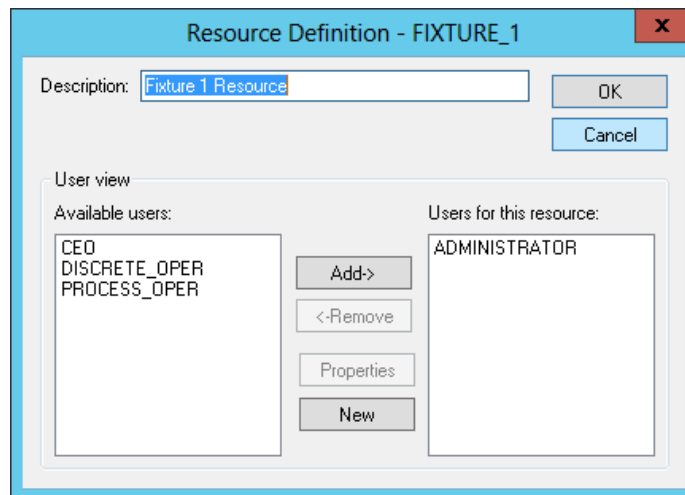 Resource Definition - FIXTURE_1
x
Description: Fixture 1 Resource
OK
Cancel
User view
Available users:
Users for this resource:
CEO
DISCRETE_OPER
PROCESS_OPER
Add->
<-Remove
Properties
New
ADMINISTRATOR